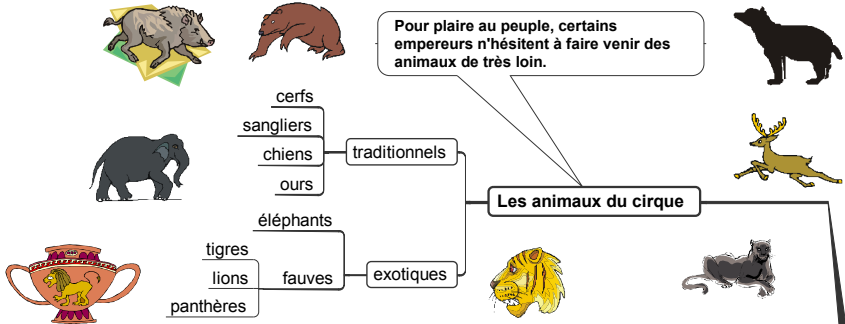 Pour plaire au peuple, certains
empereurs n'hésitent à faire venir des
animaux de très loin.
cerfs
sangliers
chiens
ours
traditionnels
Les animaux du cirque
éléphants
tigres
lions
panthères
fauves
exotiques